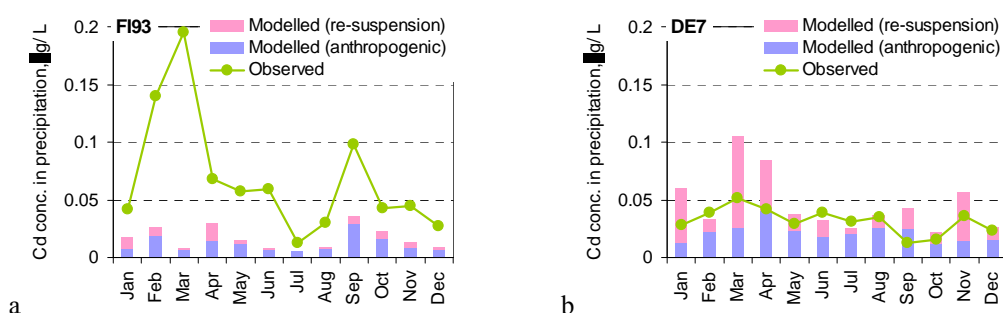 FI93
Modelled (re-suspension)
Modelled (anthropogenic)
Observed
Cd conc. in precipitation, g/ L
0.2
0.15
0.1
0.05
0
Jan Feb Mar Apr May Jun Jul Aug Sep Oct Nov Dec
a
DE7
Modelled (re-suspension)
Modelled (anthropogenic)
Observed
Cd conc. in precipitation, g/ L
0.2
0.15
0.1
0.05
0
Jan Feb Mar Apr May Jun Jul Aug Sep Oct Nov Dec
b